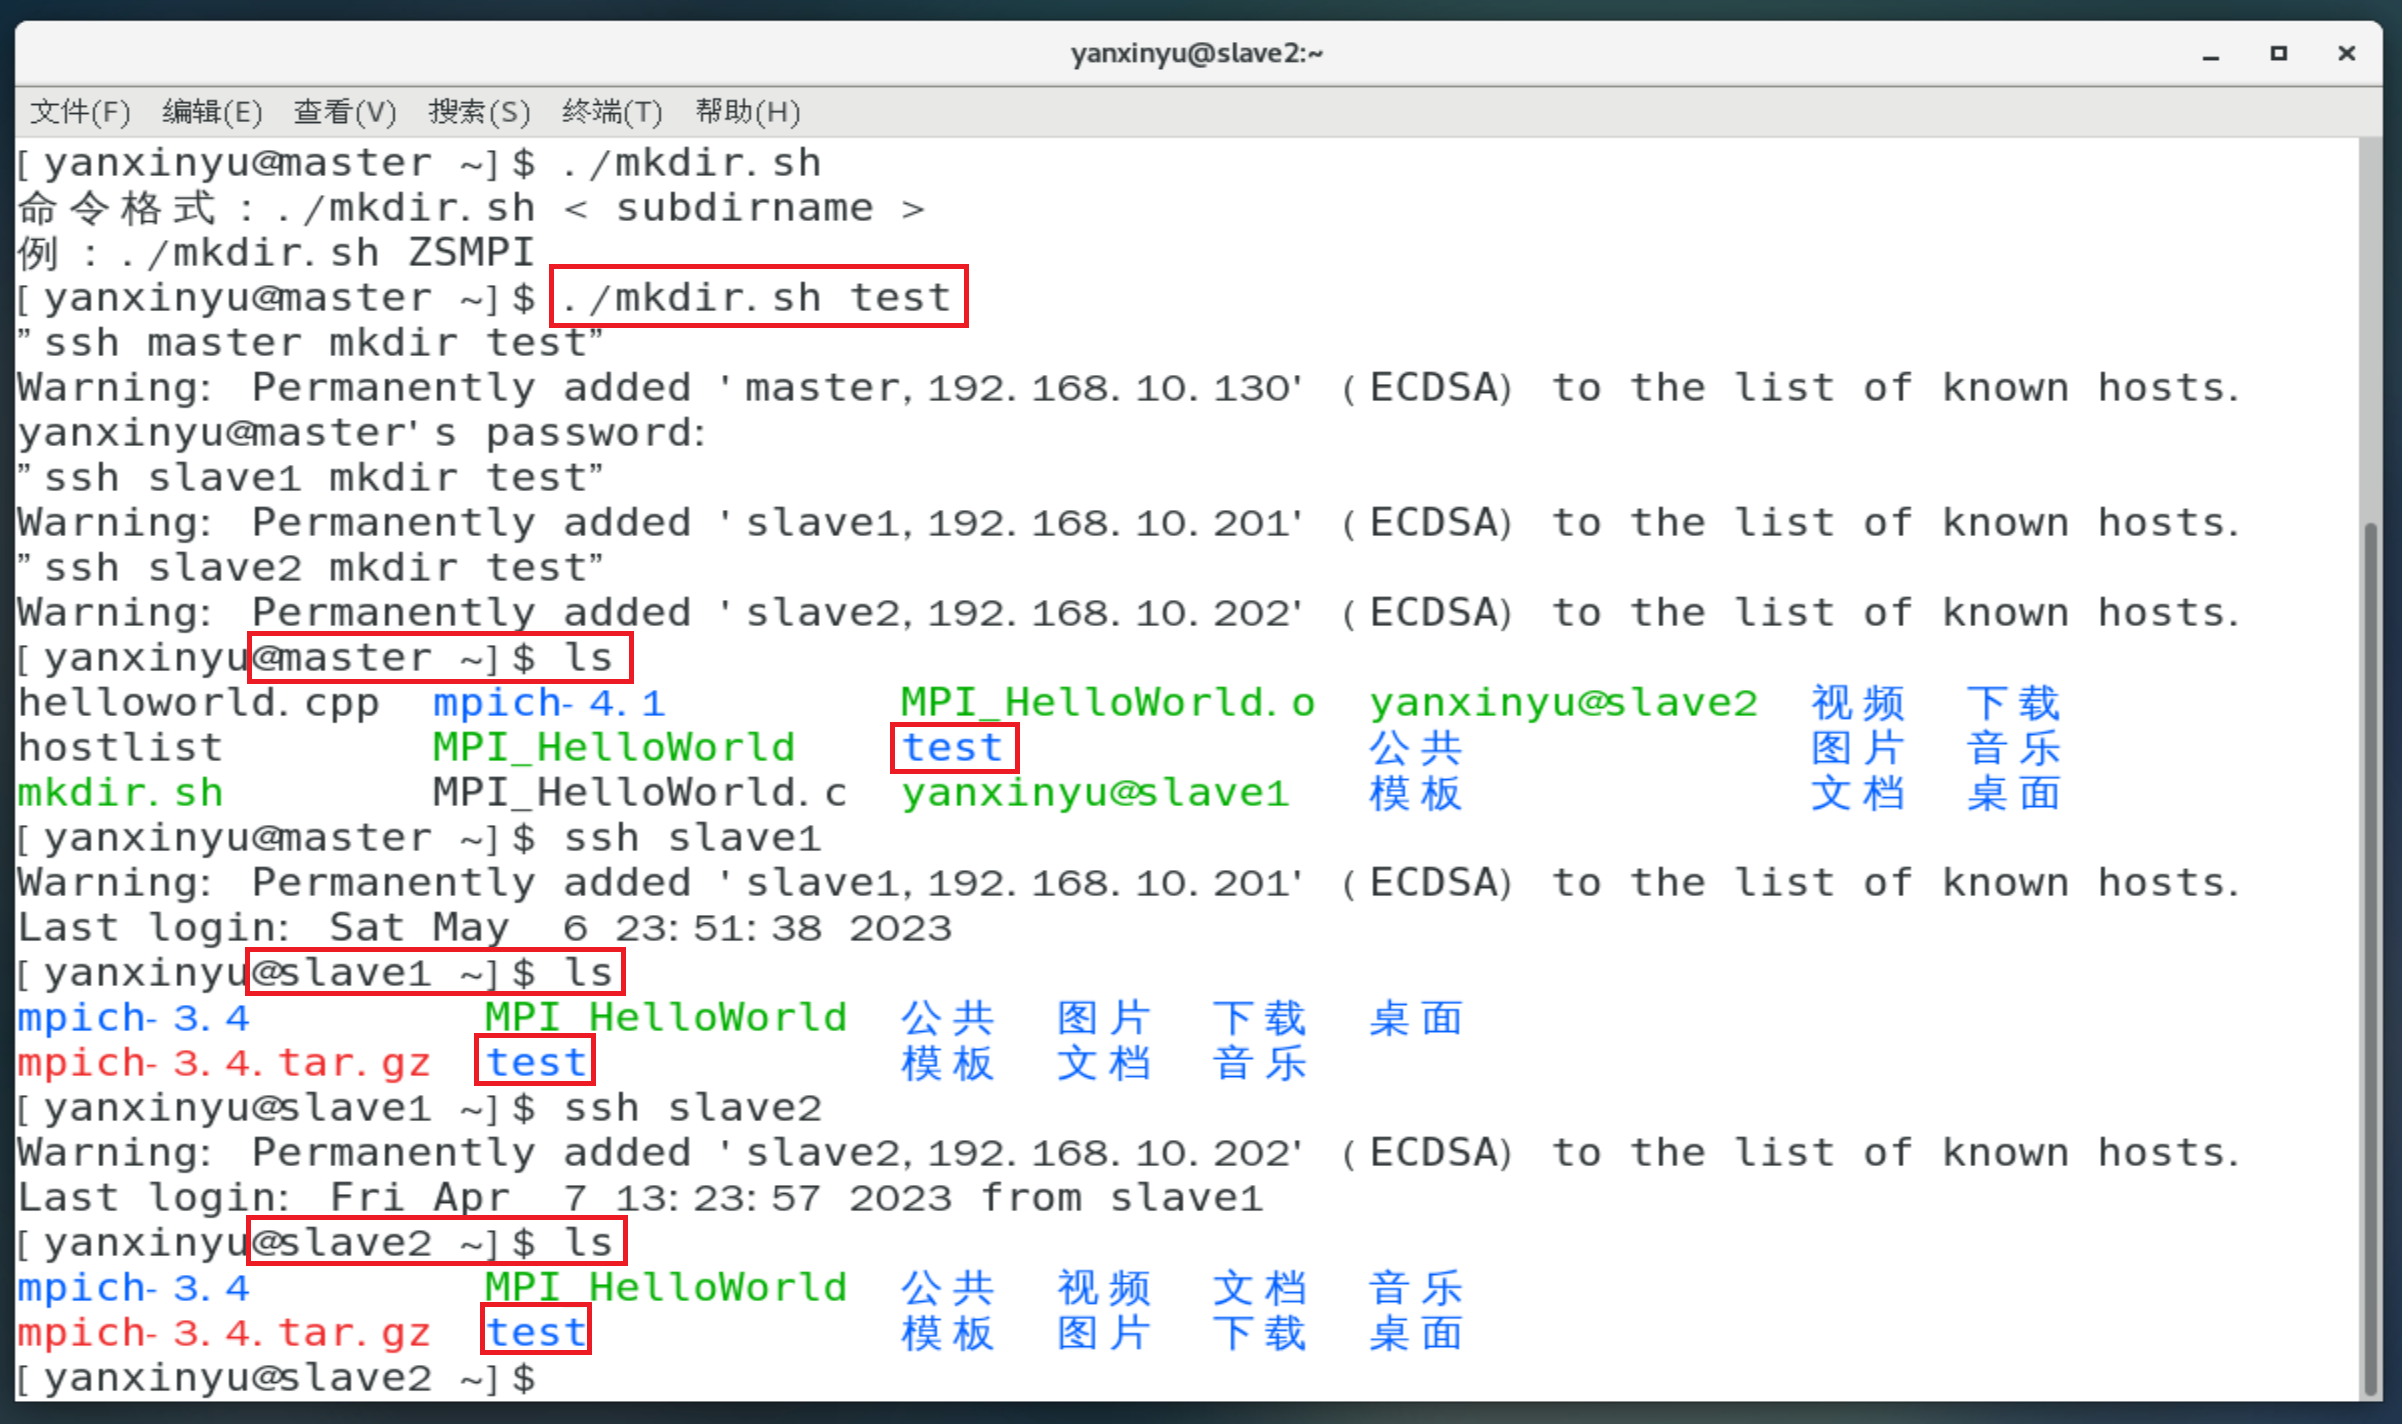 yanxinyu@slave2:~
文件(F) 编辑(E) 查看(V) 搜索(S) 终端(T) 帮助(H)
[yanxinyu@master ~]$ ./mkdir.sh
命令格式:./mkdir.sh < subdirname >
例:./mkdir.sh ZSMPI
[yanxinyu@master ~]$ ./mkdir.sh test
”ssh master mkdir test”
Warning: Permanently added 'master,192.168.10.130' (ECDSA) to the list of known hosts.
yanxinyu@master's password:
”ssh slave1 mkdir test”
Warning: Permanently added 'slave1,192.168.10.201' (ECDSA) to the list of known hosts.
”ssh slave2 mkdir test”
Warning: Permanently added 'slave2,192.168.10.202' (ECDSA) to the list of known hosts.
[yanxinyu@master ~]$ ls
helloworld.cpp mpich-4.1 MPI_HelloWorld.o yanxinyu@slave2 视频 下载
hostlist MPI_HelloWorld test 公共 图片 音乐
mkdir.sh MPI_HelloWorld.c yanxinyu@slave1 模板 文档 桌面
[yanxinyu@master ~]$ ssh slave1
Warning: Permanently added 'slave1,192.168.10.201' (ECDSA) to the list of known hosts.
Last login: Sat May  6 23:51:38 2023
[yanxinyu@slave1 ~]$ ls
mpich-3.4 MPI_HelloWorld 公共 图片 下载 桌面
mpich-3.4.tar.gz test 模板 文档 音乐
[yanxinyu@slave1 ~]$ ssh slave2
Warning: Permanently added 'slave2,192.168.10.202' (ECDSA) to the list of known hosts.
Last login: Fri Apr  7 13:23:57 2023 from slave1
[yanxinyu@slave2 ~]$ ls
mpich-3.4 MPI_HelloWorld 公共 视频 文档 音乐
mpich-3.4.tar.gz test 模板 图片 下载 桌面
[yanxinyu@slave2 ~]$